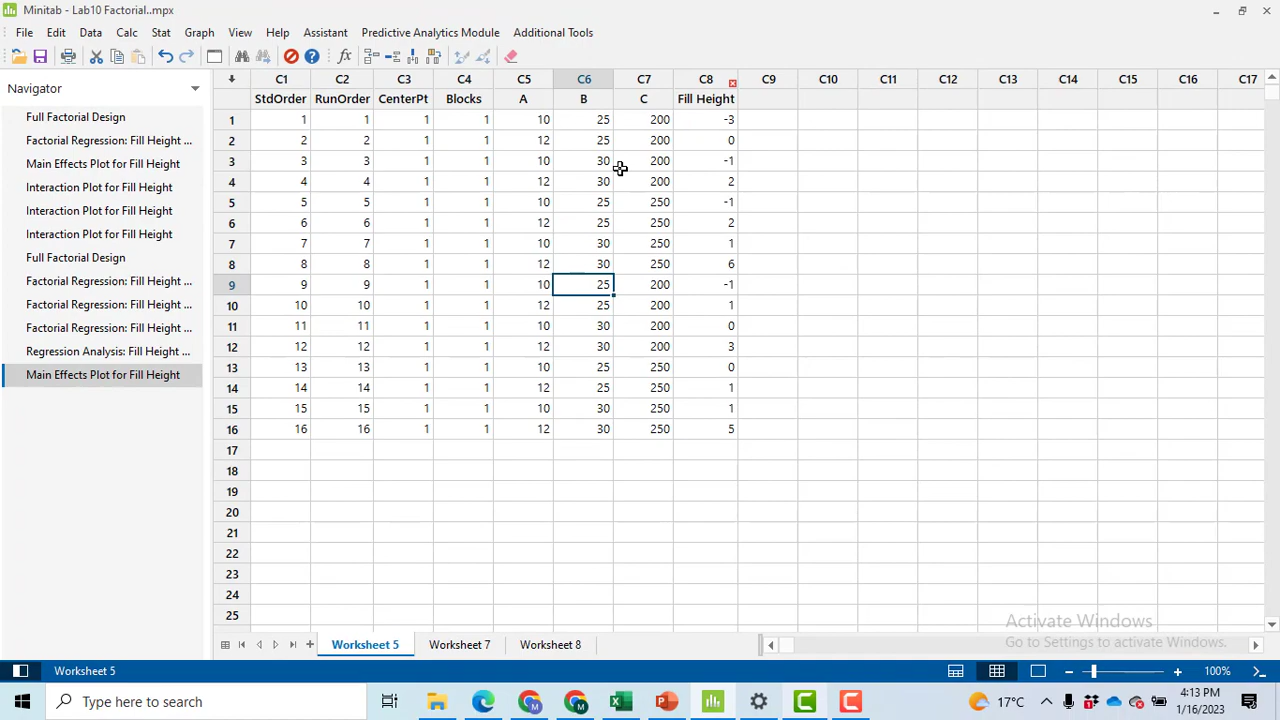 Minitab - Lab10 Factorial..mpx
File Edit Data Calc Stat Graph View Help Assistant Predictive Analytics Module Additional Tools
Navigator
Full Factorial Design
Factorial Regression: Fill Height ...
Main Effects Plot for Fill Height
Interaction Plot for Fill Height
Interaction Plot for Fill Height
Interaction Plot for Fill Height
Full Factorial Design
Factorial Regression: Fill Height ...
Factorial Regression: Fill Height ...
Factorial Regression: Fill Height ...
Regression Analysis: Fill Height ...
Main Effects Plot for Fill Height
C1 C2 C3 C4 C5 C6 C7 C8 C9 C10 C11 C12 C13 C14 C15 C16 C17
StdOrder RunOrder CenterPt Blocks A B C Fill Height
1 1 1 1 1 10 25 200 -3
2 2 2 1 1 12 25 200 0
3 3 3 1 1 10 30 200 -1
4 4 4 1 1 12 30 200 2
5 5 5 1 1 10 25 250 -1
6 6 6 1 1 12 25 250 2
7 7 7 1 1 10 30 250 1
8 8 8 1 1 12 30 250 6
9 9 9 1 1 10 25 200 -1
10 10 10 1 1 12 25 200 1
11 11 11 1 1 10 30 200 0
12 12 12 1 1 12 30 200 3
13 13 13 1 1 10 25 250 0
14 14 14 1 1 12 25 250 1
15 15 15 1 1 10 30 250 1
16 16 16 1 1 12 30 250 5
17
18
19
20
21
22
23
24
25
Activate Windows
Go to Settings to activate Windows.
Worksheet 5 Worksheet 7 Worksheet 8
Worksheet 5
100%
Type here to search
17°C
4:13 PM
1/16/2023